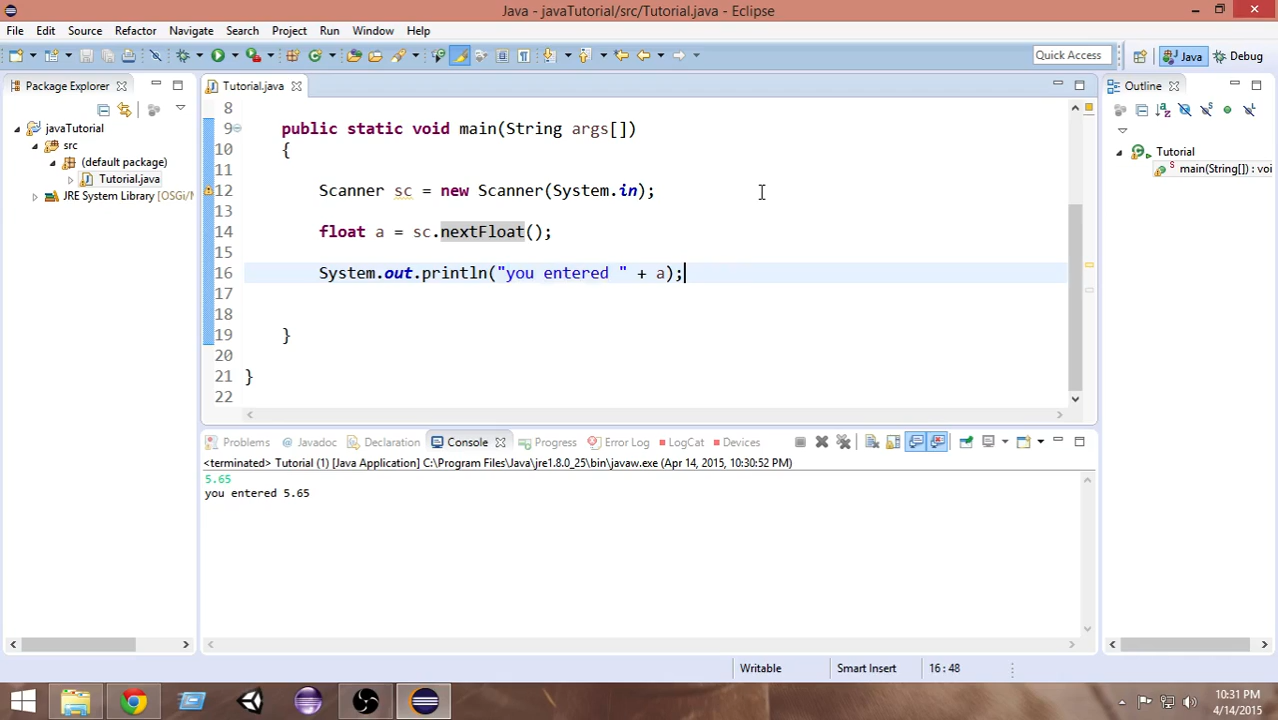 Java - javaTutorial/src/Tutorial.java - Eclipse
File Edit Source Refactor Navigate Search Project Run Window Help
Quick Access
Java
Debug
Package Explorer
Tutorial.java
Outline
javaTutorial
src
(default package)
Tutorial.java
JRE System Library [OSGi/M
8
9 public static void main(String args[])
10 {
11
12 Scanner sc = new Scanner(System.in);
13
14 float a = sc.nextFloat();
15
16 System.out.println("you entered " + a);
17
18
19 }
20
21 }
22
Tutorial
main(String[]) : voi
Problems Javadoc Declaration Console Progress Error Log LogCat Devices
<terminated> Tutorial (1) [Java Application] C:\Program Files\Java\jre1.8.0_25\bin\javaw.exe (Apr 14, 2015, 10:30:52 PM)
5.65
you entered 5.65
Writable
Smart Insert
16 : 48
10:31 PM
4/14/2015